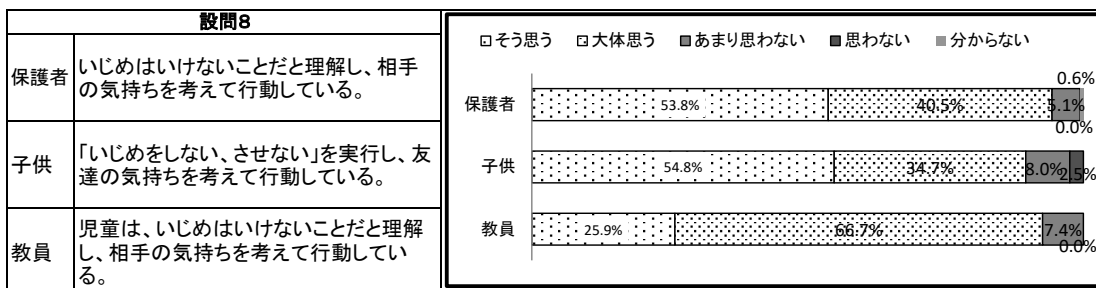 設問8
保護者
いじめはいけないことだと理解し、相手
の気持ちを考えて行動している。
子供
「いじめをしない、させない」を実行し、友
達の気持ちを考えて行動している。
教員
児童は、いじめはいけないことだと理解
し、相手の気持ちを考えて行動してい
る。
そう思う 大体思う あまり思わない 思わない 分からない
0.6%
保護者 53.8% 40.5% 5.1%
0.0%
子供 54.8% 34.7% 8.0% 2.5%
教員 25.9% 66.7% 7.4%
0.0%